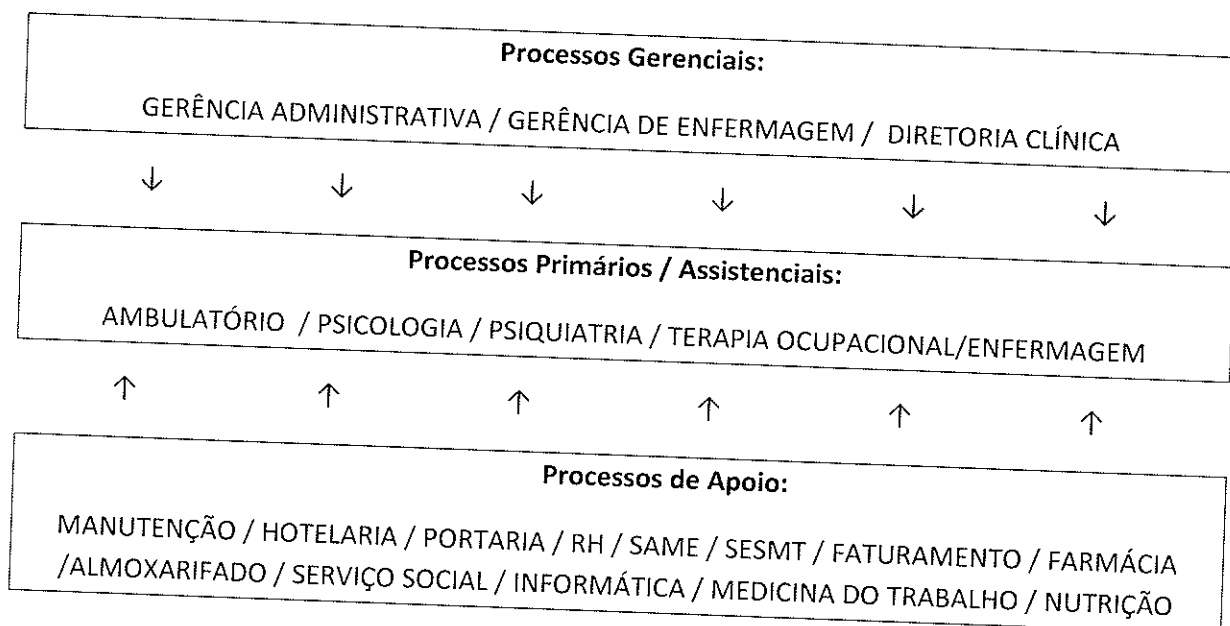 Processos Gerenciais:
GERÊNCIA ADMINISTRATIVA / GERÊNCIA DE ENFERMAGEM / DIRETORIA CLÍNICA
↓ ↓ ↓ ↓ ↓ ↓
Processos Primários / Assistenciais:
AMBULATÓRIO / PSICOLOGIA / PSIQUIATRIA / TERAPIA OCUPACIONAL/ENFERMAGEM
↑ ↑ ↑ ↑ ↑ ↑
Processos de Apoio:
MANUTENÇÃO / HOTELARIA / PORTARIA / RH / SAME / SESMT / FATURAMENTO / FARMÁCIA
/ALMOXARIFADO / SERVIÇO SOCIAL / INFORMÁTICA / MEDICINA DO TRABALHO / NUTRIÇÃO